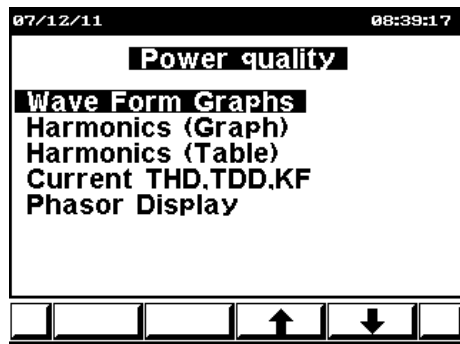 07/12/11 08:39:17
Power quality
Wave Form Graphs
Harmonics (Graph)
Harmonics (Table)
Current THD,TDD,KF
Phasor Display